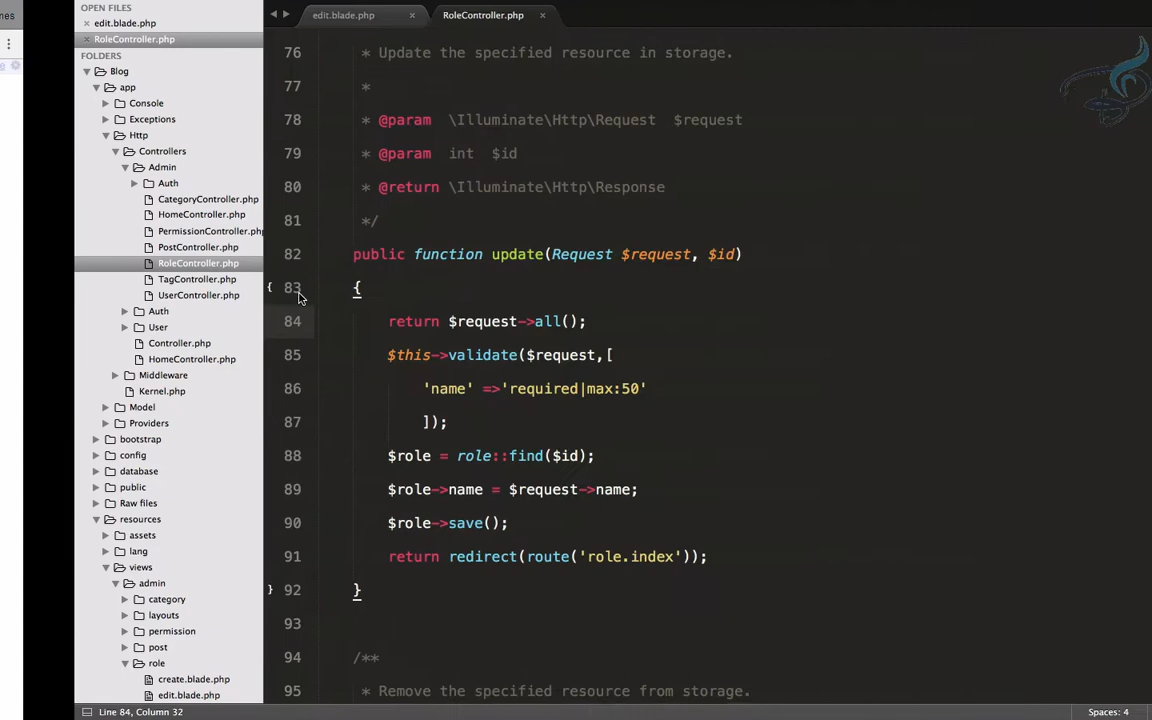 nes
OPEN FILES
× edit.blade.php
× RoleController.php
FOLDERS
Blog
app
Console
Exceptions
Http
Controllers
Admin
Auth
CategoryController.php
HomeController.php
PermissionController.php
PostController.php
RoleController.php
TagController.php
UserController.php
Auth
User
Controller.php
HomeController.php
Middleware
Kernel.php
Model
Providers
bootstrap
config
database
public
Raw files
resources
assets
lang
views
admin
category
layouts
permission
post
role
create.blade.php
edit.blade.php
edit.blade.php ×
RoleController.php ×
76 * Update the specified resource in storage.
77 *
78 * @param \Illuminate\Http\Request $request
79 * @param int $id
80 * @return \Illuminate\Http\Response
81 */
82 public function update(Request $request, $id)
{ 83 {
84 return $request->all();
85 $this->validate($request,[
86 'name' =>'required|max:50'
87 ]);
88 $role = role::find($id);
89 $role->name = $request->name;
90 $role->save();
91 return redirect(route('role.index'));
} 92 }
93
94 /**
95 * Remove the specified resource from storage.
Line 84, Column 32
Spaces: 4